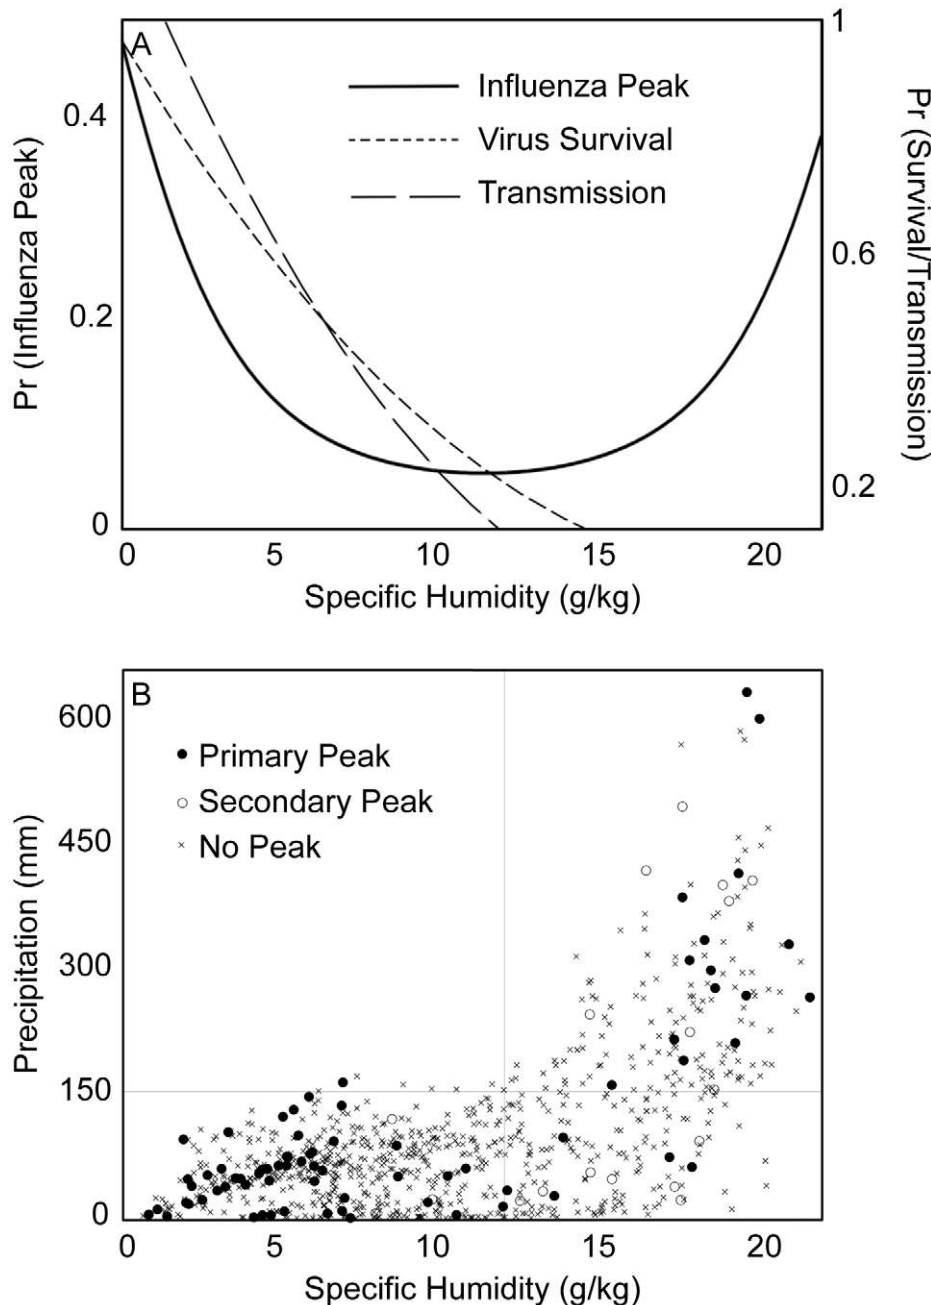 A
Influenza Peak
Virus Survival
Transmission
Pr (Influenza Peak)
0.4
0.2
0
1
0.6
0.2
Pr (Survival/Transmission)
0 5 10 15 20
Specific Humidity (g/kg)
B
Primary Peak
Secondary Peak
No Peak
Precipitation (mm)
600
450
300
150
0
0 5 10 15 20
Specific Humidity (g/kg)